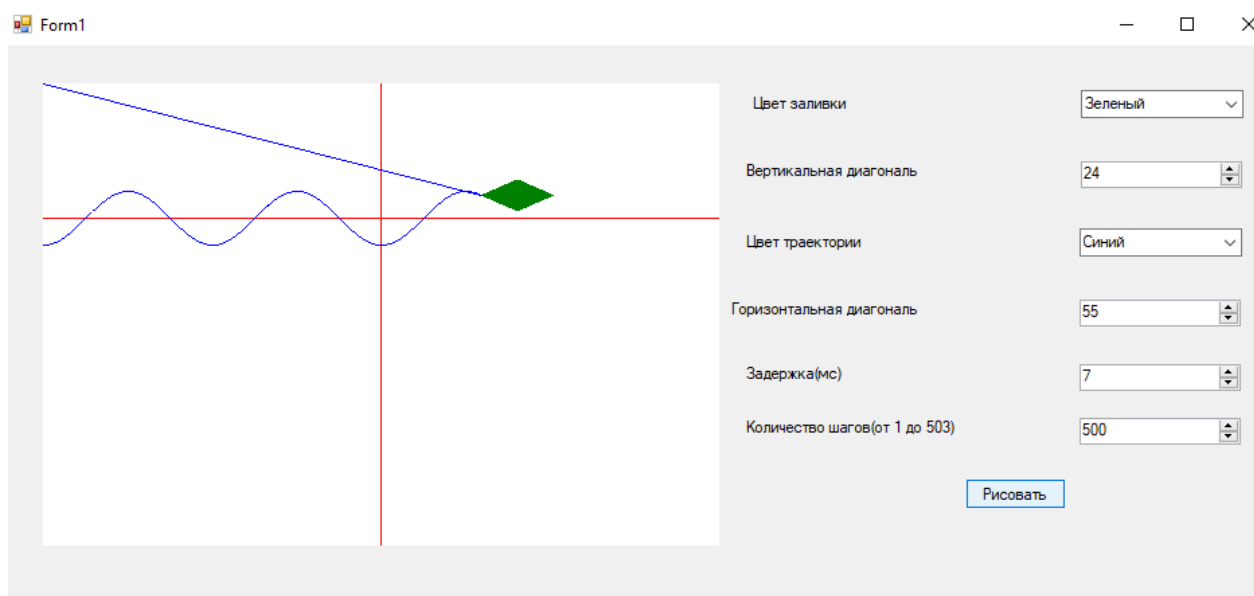 Form1
Цвет заливки
Зеленый
Вертикальная диагональ
24
Цвет траектории
Синий
Горизонтальная диагональ
55
Задержка(мс)
7
Количество шагов(от 1 до 503)
500
Рисовать